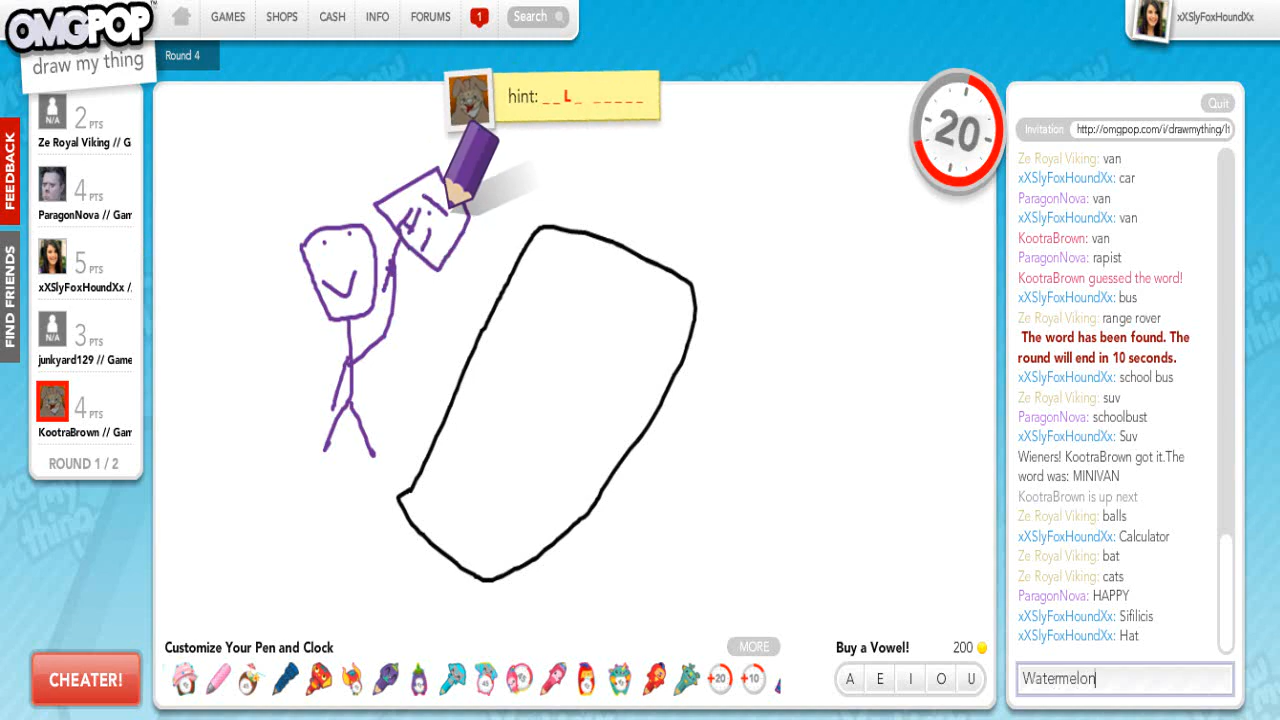 OMGPOP™
draw my thing
GAMES SHOPS CASH INFO FORUMS 1 Search
xXSlyFoxHoundXx
Round 4
FEEDBACK
FIND FRIENDS
N/A 2 PTS
Ze Royal Viking // G
4 PTS
ParagonNova // Gam
5 PTS
xXSlyFoxHoundXx //
N/A 3 PTS
junkyard129 // Game
4 PTS
KootraBrown // Gam
ROUND 1 / 2
CHEATER!
hint: _ _ L _ _ _ _ _ _
20
Quit
Invitation http://omgpop.com/i/drawmything/
Ze Royal Viking: van
xXSlyFoxHoundXx: car
ParagonNova: van
xXSlyFoxHoundXx: van
KootraBrown: van
ParagonNova: rapist
KootraBrown guessed the word!
xXSlyFoxHoundXx: bus
Ze Royal Viking: range rover
The word has been found. The
round will end in 10 seconds.
xXSlyFoxHoundXx: school bus
Ze Royal Viking: suv
ParagonNova: schoolbust
xXSlyFoxHoundXx: Suv
Wieners! KootraBrown got it.The
word was: MINIVAN
KootraBrown is up next
Ze Royal Viking: balls
xXSlyFoxHoundXx: Calculator
Ze Royal Viking: bat
Ze Royal Viking: cats
ParagonNova: HAPPY
xXSlyFoxHoundXx: Sifilicis
xXSlyFoxHoundXx: Hat
Watermelon
Customize Your Pen and Clock MORE
+20 +10
Buy a Vowel! 200
A E I O U